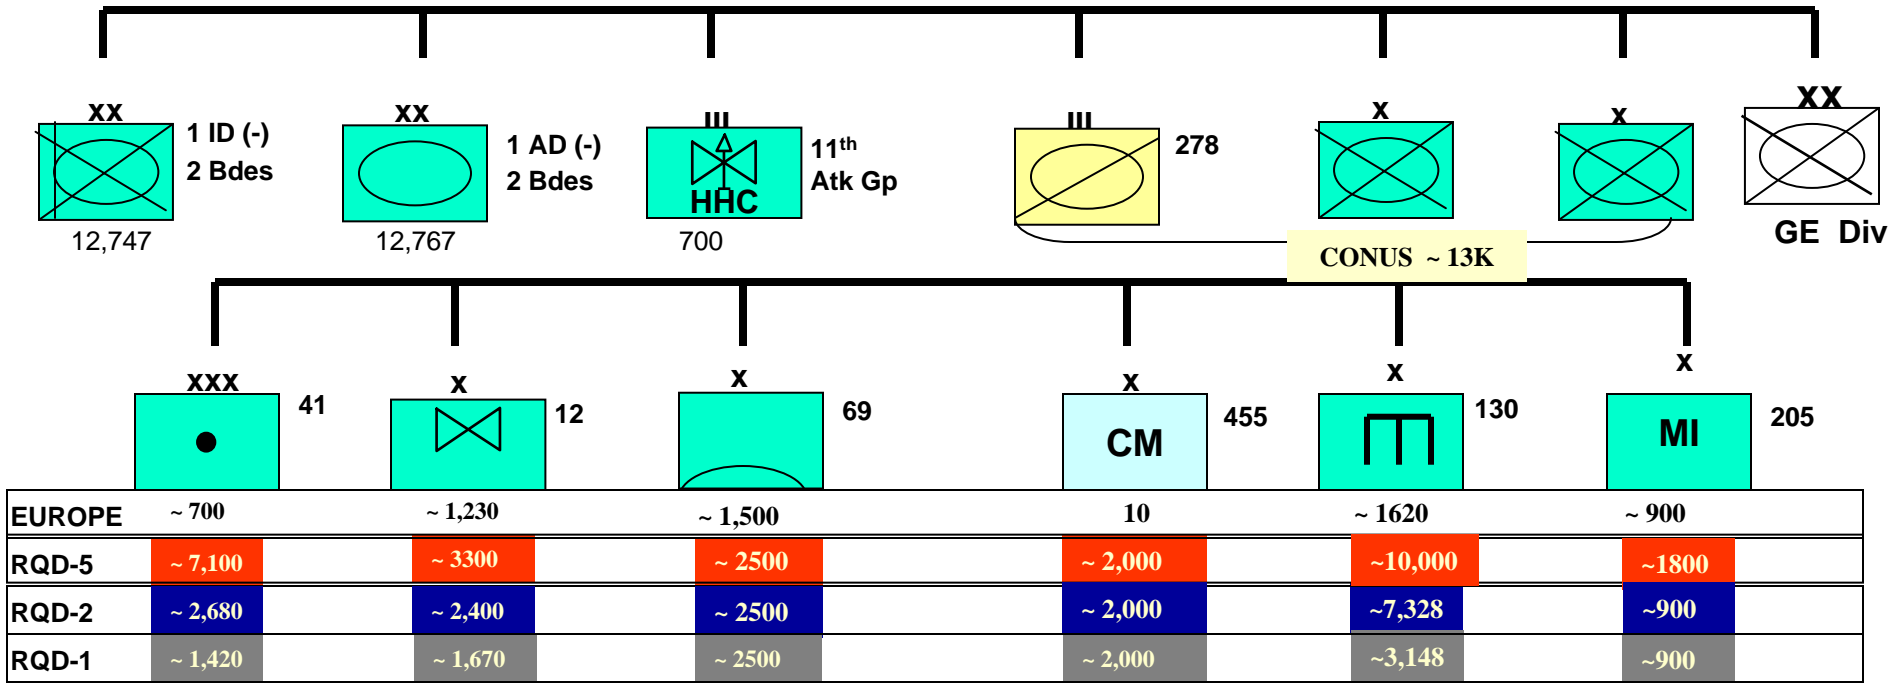 XX
XX
III
III
X
X
XX
1 ID (-)
2 Bdes
1 AD (-)
2 Bdes
HHC
11th
Atk Gp
278
12,747
12,767
700
GE Div
CONUS ~ 13K
XXX
X
X
X
X
X
41
12
69
CM
455
130
MI
205
EUROPE ~ 700 ~ 1,230 ~ 1,500 10 ~ 1620 ~ 900
RQD-5 ~ 7,100 ~ 3300 ~ 2500 ~ 2,000 ~10,000 ~1800
RQD-2 ~ 2,680 ~ 2,400 ~ 2500 ~ 2,000 ~7,328 ~900
RQD-1 ~ 1,420 ~ 1,670 ~ 2500 ~ 2,000 ~3,148 ~900